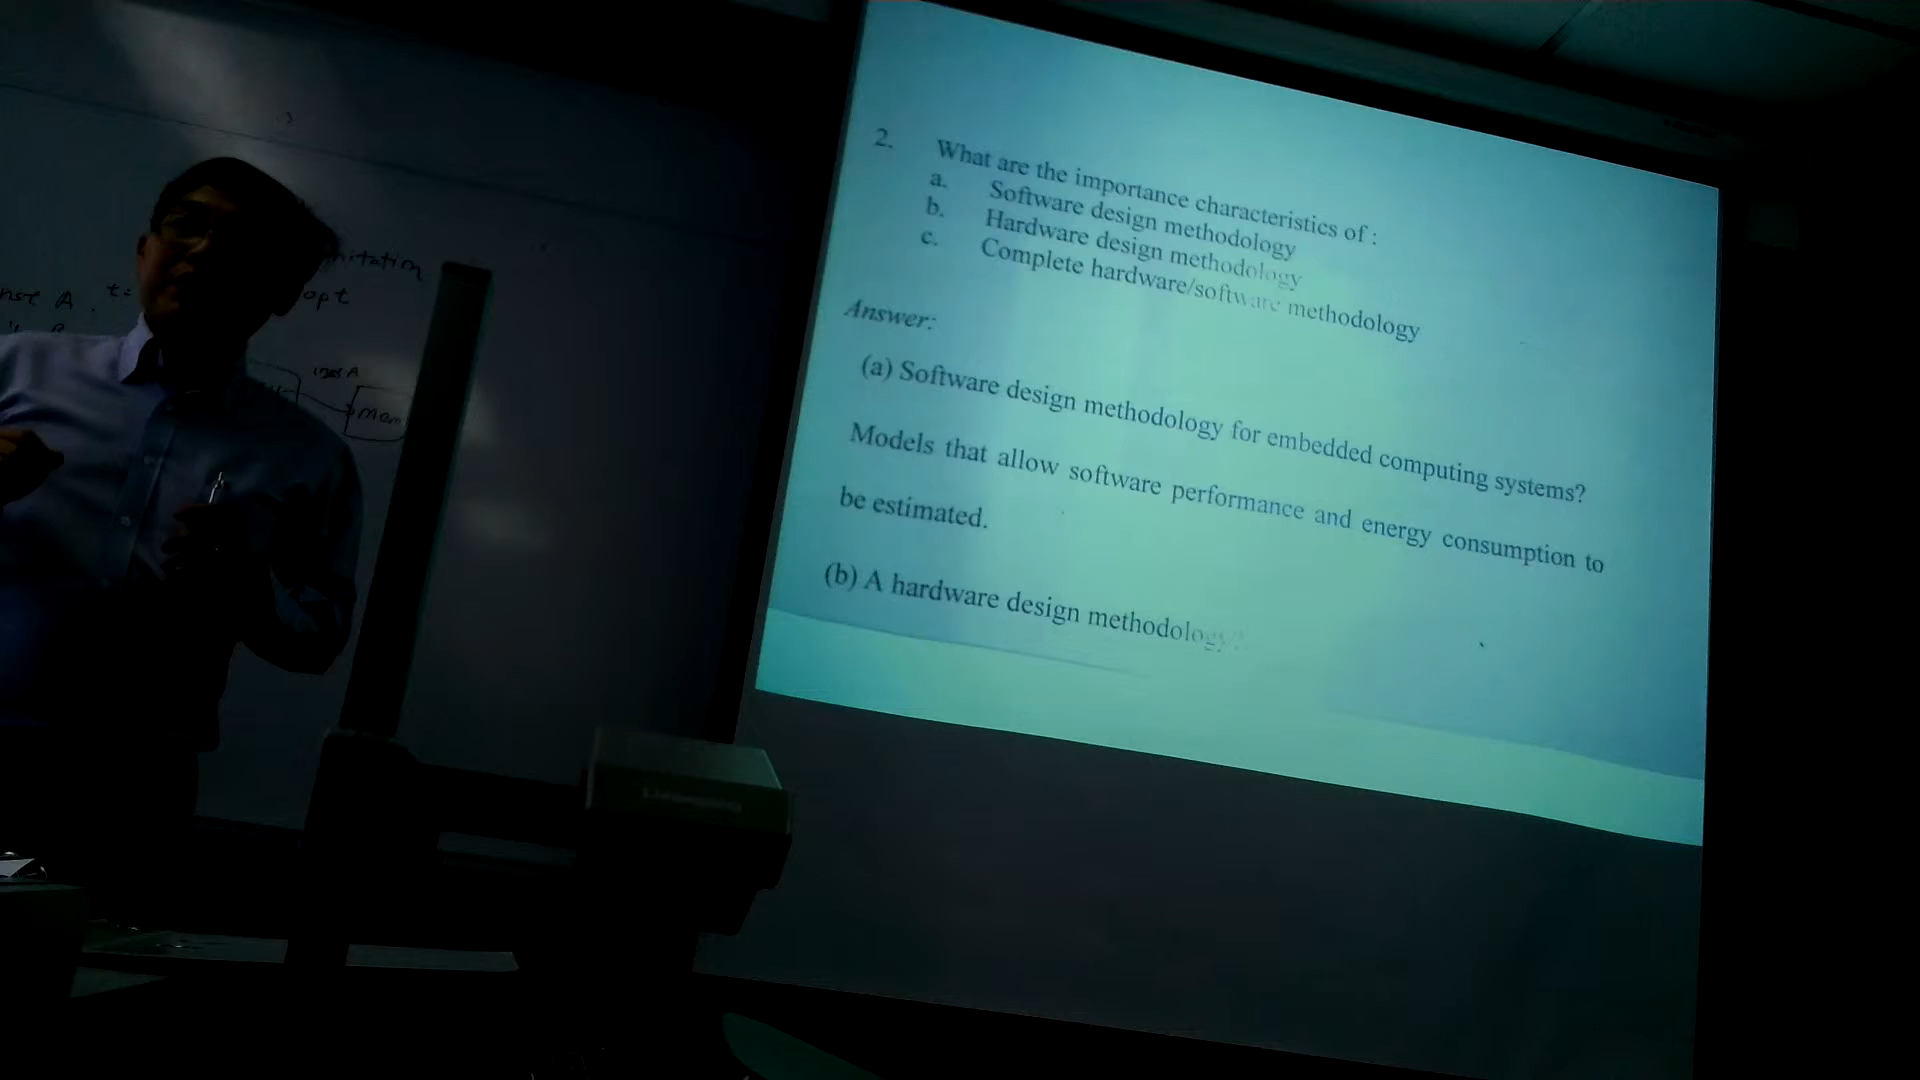 2. What are the importance characteristics of :
a. Software design methodology
b. Hardware design methodology
c. Complete hardware/software methodology
Answer:
(a) Software design methodology for embedded computing systems?
Models that allow software performance and energy consumption to
be estimated.
(b) A hardware design methodology?
opt
A
mem